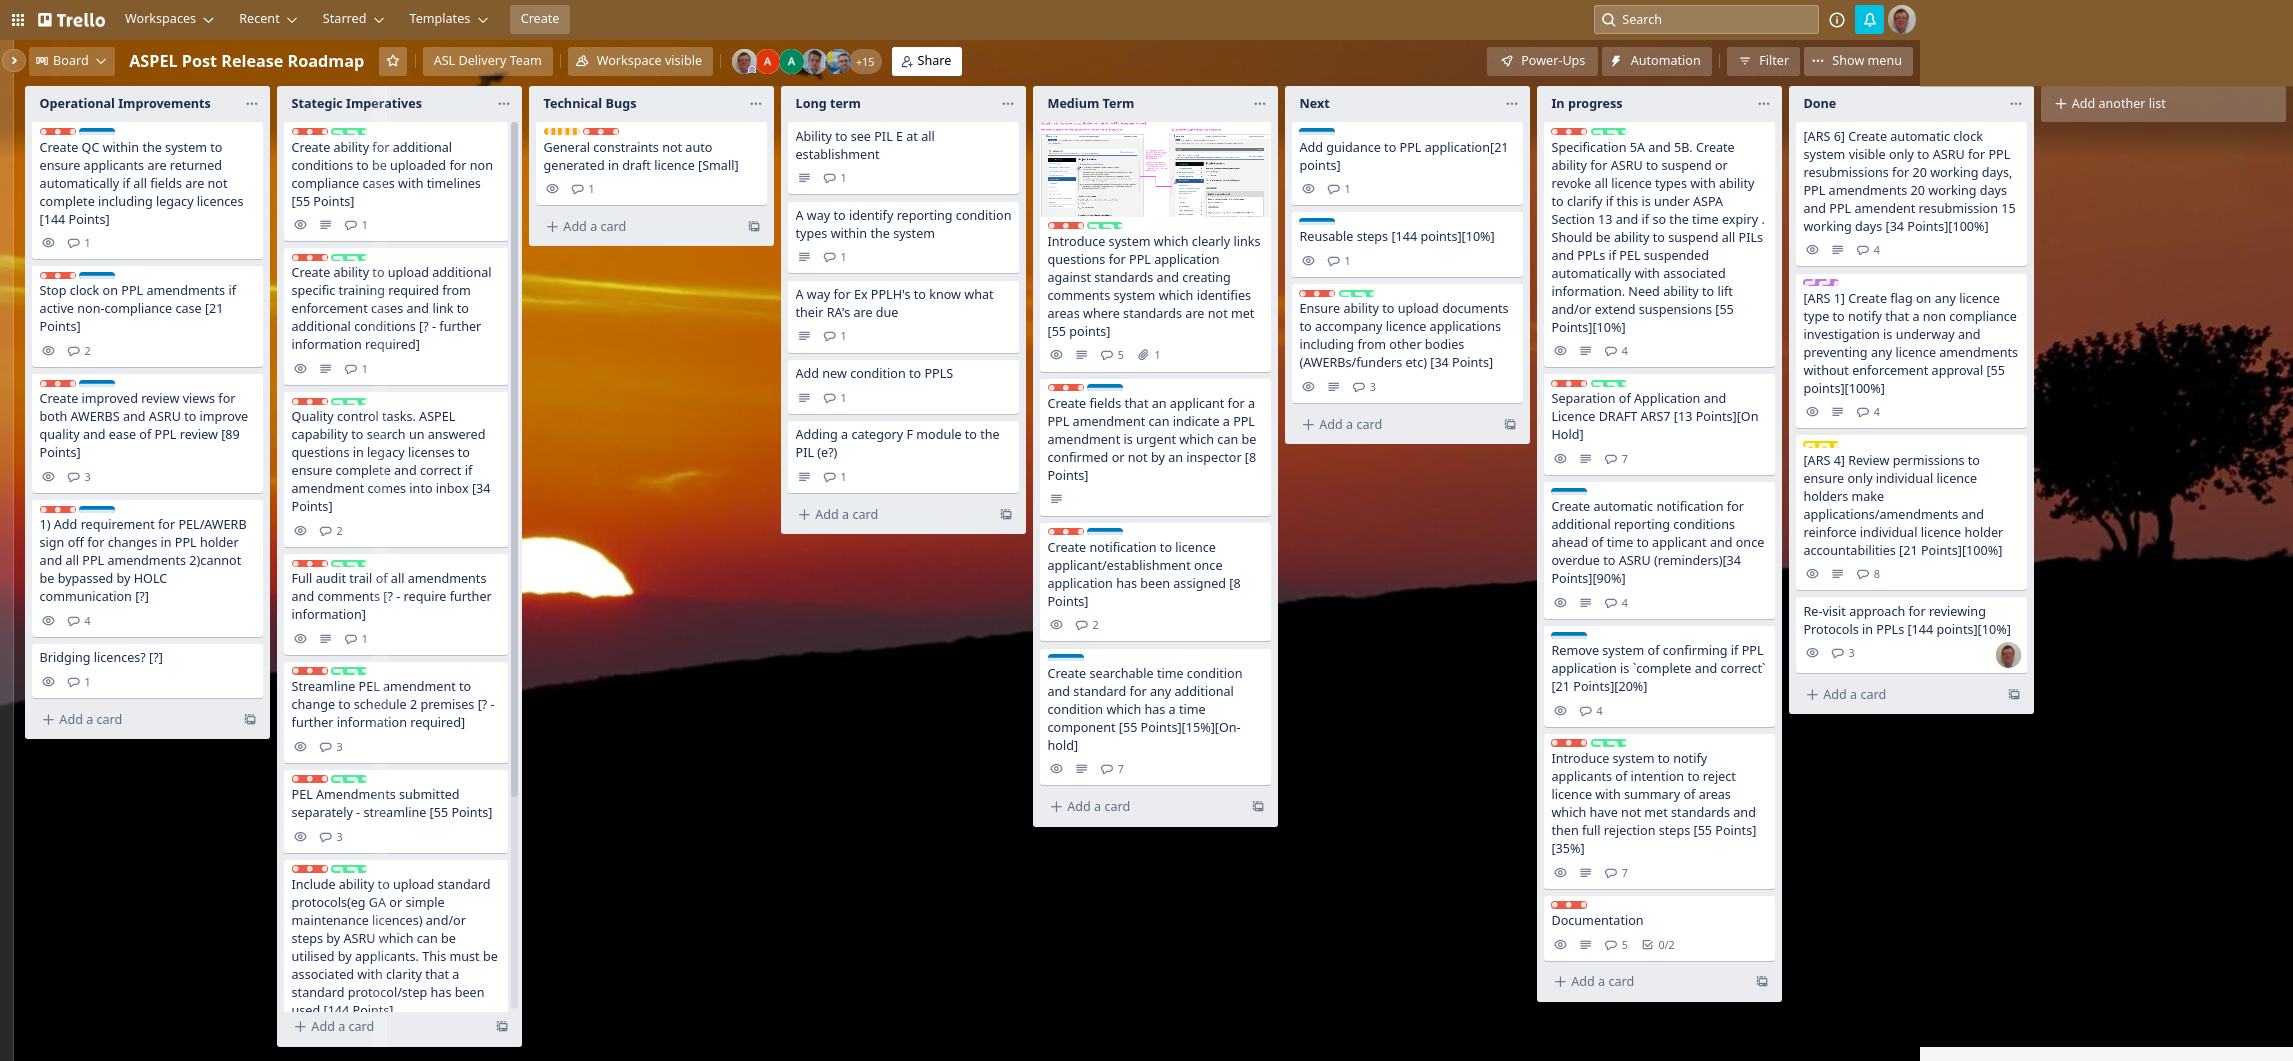 Trello
Workspaces
Recent
Starred
Templates
Create
Search
Board
ASPEL Post Release Roadmap
ASL Delivery Team
Workspace visible
A
A
+15
Share
Power-Ups
Automation
Filter
Show menu
Operational Improvements
Create QC within the system to
ensure applicants are returned
automatically if all fields are not
complete including legacy licences
[144 Points]
1
Stop clock on PPL amendments if
active non-compliance case [21
Points]
2
Create improved review views for
both AWERBS and ASRU to improve
quality and ease of PPL review [89
Points]
3
1) Add requirement for PEL/AWERB
sign off for changes in PPL holder
and all PPL amendments 2)cannot
be bypassed by HOLC
communication [?]
4
Bridging licences? [?]
1
Add a card
Stategic Imperatives
Create ability for additional
conditions to be uploaded for non
compliance cases with timelines
[55 Points]
1
Create ability to upload additional
specific training required from
enforcement cases and link to
additional conditions [? - further
information required]
1
Quality control tasks. ASPEL
capability to search un answered
questions in legacy licenses to
ensure complete and correct if
amendment comes into inbox [34
Points]
2
Full audit trail of all amendments
and comments [? - require further
information]
1
Streamline PEL amendment to
change to schedule 2 premises [? -
further information required]
3
PEL Amendments submitted
separately - streamline [55 Points]
3
Include ability to upload standard
protocols(eg GA or simple
maintenance licences) and/or
steps by ASRU which can be
utilised by applicants. This must be
associated with clarity that a
standard protocol/step has been
used [144 Points]
Add a card
Technical Bugs
General constraints not auto
generated in draft licence [Small]
1
Add a card
Long term
Ability to see PIL E at all
establishment
1
A way to identify reporting condition
types within the system
1
A way for Ex PPLH's to know what
their RA's are due
1
Add new condition to PPLS
1
Adding a category F module to the
PIL (e?)
1
Add a card
Medium Term
Introduce system which clearly links
questions for PPL application
against standards and creating
comments system which identifies
areas where standards are not met
[55 points]
5
1
Create fields that an applicant for a
PPL amendment can indicate a PPL
amendment is urgent which can be
confirmed or not by an inspector [8
Points]
Create notification to licence
applicant/establishment once
application has been assigned [8
Points]
2
Create searchable time condition
and standard for any additional
condition which has a time
component [55 Points][15%][On-
hold]
7
Add a card
Next
Add guidance to PPL application[21
points]
1
Reusable steps [144 points][10%]
1
Ensure ability to upload documents
to accompany licence applications
including from other bodies
(AWERBs/funders etc) [34 Points]
3
Add a card
In progress
Specification 5A and 5B. Create
ability for ASRU to suspend or
revoke all licence types with ability
to clarify if this is under ASPA
Section 13 and if so the time expiry .
Should be ability to suspend all PILs
and PPLs if PEL suspended
automatically with associated
information. Need ability to lift
and/or extend suspensions [55
Points][10%]
4
Separation of Application and
Licence DRAFT ARS7 [13 Points][On
Hold]
7
Create automatic notification for
additional reporting conditions
ahead of time to applicant and once
overdue to ASRU (reminders)[34
Points][90%]
4
Remove system of confirming if PPL
application is `complete and correct`
[21 Points][20%]
4
Introduce system to notify
applicants of intention to reject
licence with summary of areas
which have not met standards and
then full rejection steps [55 Points]
[35%]
7
Documentation
5
0/2
Add a card
Done
[ARS 6] Create automatic clock
system visible only to ASRU for PPL
resubmissions for 20 working days,
PPL amendments 20 working days
and PPL amendent resubmission 15
working days [34 Points][100%]
4
[ARS 1] Create flag on any licence
type to notify that a non compliance
investigation is underway and
preventing any licence amendments
without enforcement approval [55
points][100%]
4
[ARS 4] Review permissions to
ensure only individual licence
holders make
applications/amendments and
reinforce individual licence holder
accountabilities [21 Points][100%]
8
Re-visit approach for reviewing
Protocols in PPLs [144 points][10%]
3
Add a card
Add another list